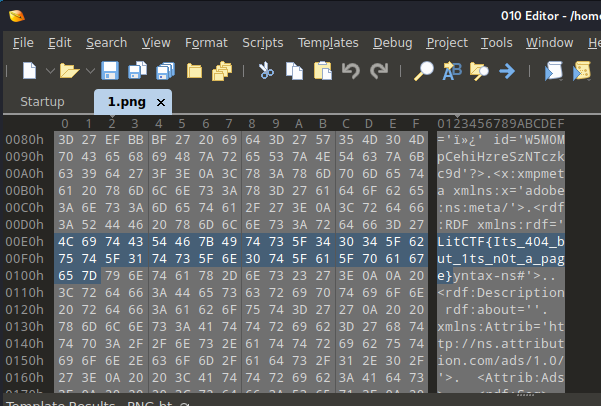 010 Editor - /hom
File Edit Search View Format Scripts Templates Debug Project Tools Window
Startup 1.png ×
0 1 2 3 4 5 6 7 8 9 A B C D E F 0123456789ABCDEF
0080h 3D 27 EF BB BF 27 20 69 64 3D 27 57 35 4D 30 4D ='ï»¿' id='W5M0M
0090h 70 43 65 68 69 48 7A 72 65 53 7A 4E 54 63 7A 6B pCehiHzreSzNTczk
00A0h 63 39 64 27 3F 3E 0A 3C 78 3A 78 6D 70 6D 65 74 c9d'?>.<x:xmpmet
00B0h 61 20 78 6D 6C 6E 73 3A 78 3D 27 61 64 6F 62 65 a xmlns:x='adobe
00C0h 3A 6E 73 3A 6D 65 74 61 2F 27 3E 0A 3C 72 64 66 :ns:meta/'>.<rdf
00D0h 3A 52 44 46 20 78 6D 6C 6E 73 3A 72 64 66 3D 27 :RDF xmlns:rdf='
00E0h 4C 69 74 43 54 46 7B 49 74 73 5F 34 30 34 5F 62 LitCTF{Its_404_b
00F0h 75 74 5F 31 74 73 5F 6E 30 74 5F 61 5F 70 61 67 ut_1ts_n0t_a_pag
0100h 65 7D 79 6E 74 61 78 2D 6E 73 23 27 3E 0A 0A 20 e}yntax-ns#'>..
0110h 3C 72 64 66 3A 44 65 73 63 72 69 70 74 69 6F 6E <rdf:Description
0120h 20 72 64 66 3A 61 62 6F 75 74 3D 27 27 0A 20 20 rdf:about=''.
0130h 78 6D 6C 6E 73 3A 41 74 74 72 69 62 3D 27 68 74 xmlns:Attrib='ht
0140h 74 70 3A 2F 2F 6E 73 2E 61 74 74 72 69 62 75 74 tp://ns.attribut
0150h 69 6F 6E 2E 63 6F 6D 2F 61 64 73 2F 31 2E 30 2F ion.com/ads/1.0/
0160h 27 3E 0A 20 20 3C 41 74 74 72 69 62 3A 41 64 73 '>. <Attrib:Ads